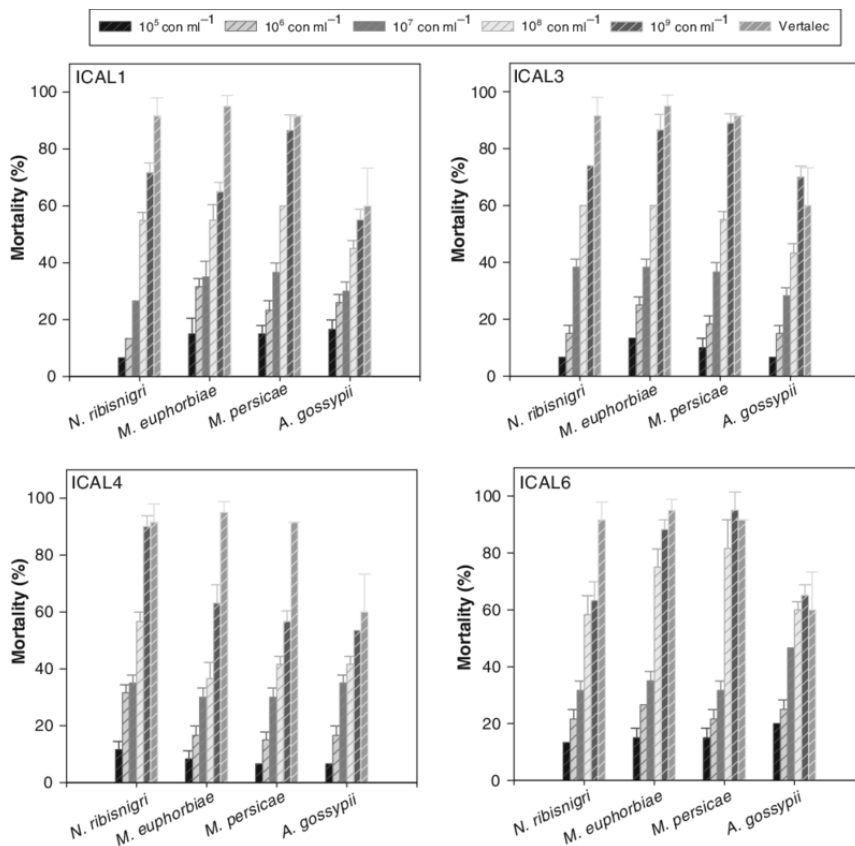 10⁵ con ml⁻¹ 10⁶ con ml⁻¹ 10⁷ con ml⁻¹ 10⁸ con ml⁻¹ 10⁹ con ml⁻¹ Vertalec
ICAL1
Mortality (%)
100
80
60
40
20
0
N. ribisnigri M. euphorbiae M. persicae A. gossypii
ICAL3
Mortality (%)
100
80
60
40
20
0
N. ribisnigri M. euphorbiae M. persicae A. gossypii
ICAL4
Mortality (%)
100
80
60
40
20
0
N. ribisnigri M. euphorbiae M. persicae A. gossypii
ICAL6
Mortality (%)
100
80
60
40
20
0
N. ribisnigri M. euphorbiae M. persicae A. gossypii